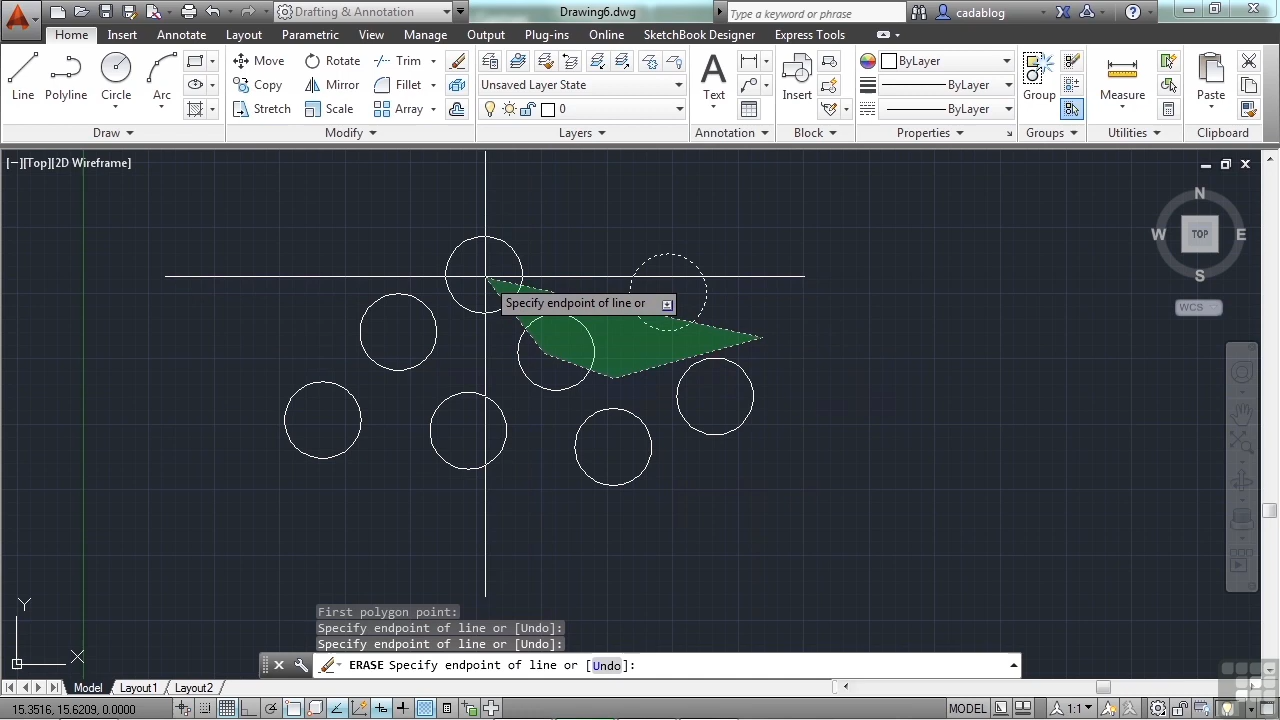 Drafting & Annotation
Drawing6.dwg
Type a keyword or phrase
cadablog
Home Insert Annotate Layout Parametric View Manage Output Plug-ins Online SketchBook Designer Express Tools
Line Polyline Circle Arc
Move Rotate Trim
Copy Mirror Fillet
Stretch Scale Array
Unsaved Layer State
0
Text
Insert
ByLayer
ByLayer
ByLayer
Group
Measure
Paste
Draw Modify Layers Annotation Block Properties Groups Utilities Clipboard
[−][Top][2D Wireframe]
N
W TOP E
S
WCS
Specify endpoint of line or
Y
X
First polygon point:
Specify endpoint of line or [Undo]:
Specify endpoint of line or [Undo]:
ERASE Specify endpoint of line or [Undo]:
Model Layout1 Layout2
15.3516, 15.6209, 0.0000
MODEL
1:1